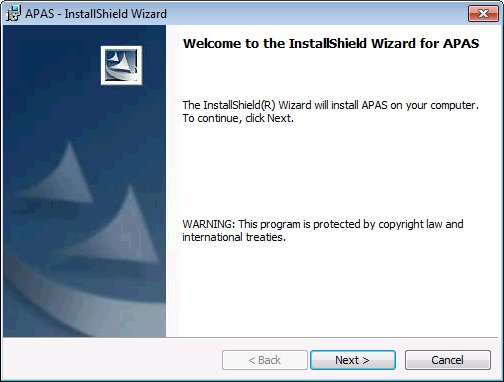 APAS - InstallShield Wizard
Welcome to the InstallShield Wizard for APAS
The InstallShield(R) Wizard will install APAS on your computer.
To continue, click Next.
WARNING: This program is protected by copyright law and
international treaties.
< Back
Next >
Cancel